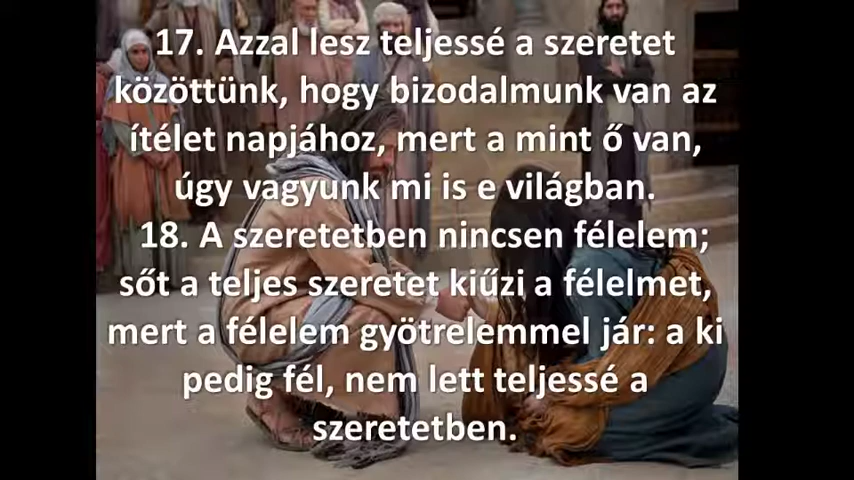 17. Azzal lesz teljessé a szeretet
közöttünk, hogy bizodalmunk van az
ítélet napjához, mert a mint ő van,
úgy vagyunk mi is e világban.
18. A szeretetben nincsen félelem;
sőt a teljes szeretet kiűzi a félelmet,
mert a félelem gyötrelemmel jár: a ki
pedig fél, nem lett teljessé a
szeretetben.